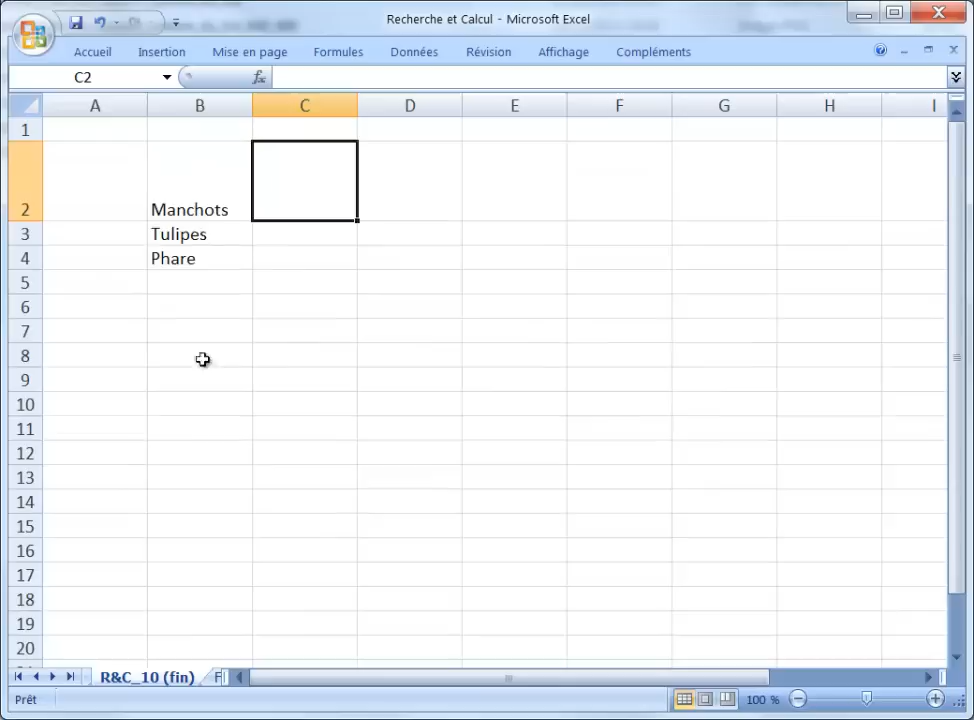 Recherche et Calcul - Microsoft Excel
Accueil Insertion Mise en page Formules Données Révision Affichage Compléments
C2 fx
A B C D E F G H I
1
2 Manchots
3 Tulipes
4 Phare
5
6
7
8
9
10
11
12
13
14
15
16
17
18
19
20
R&C_10 (fin) F
Prêt 100 %